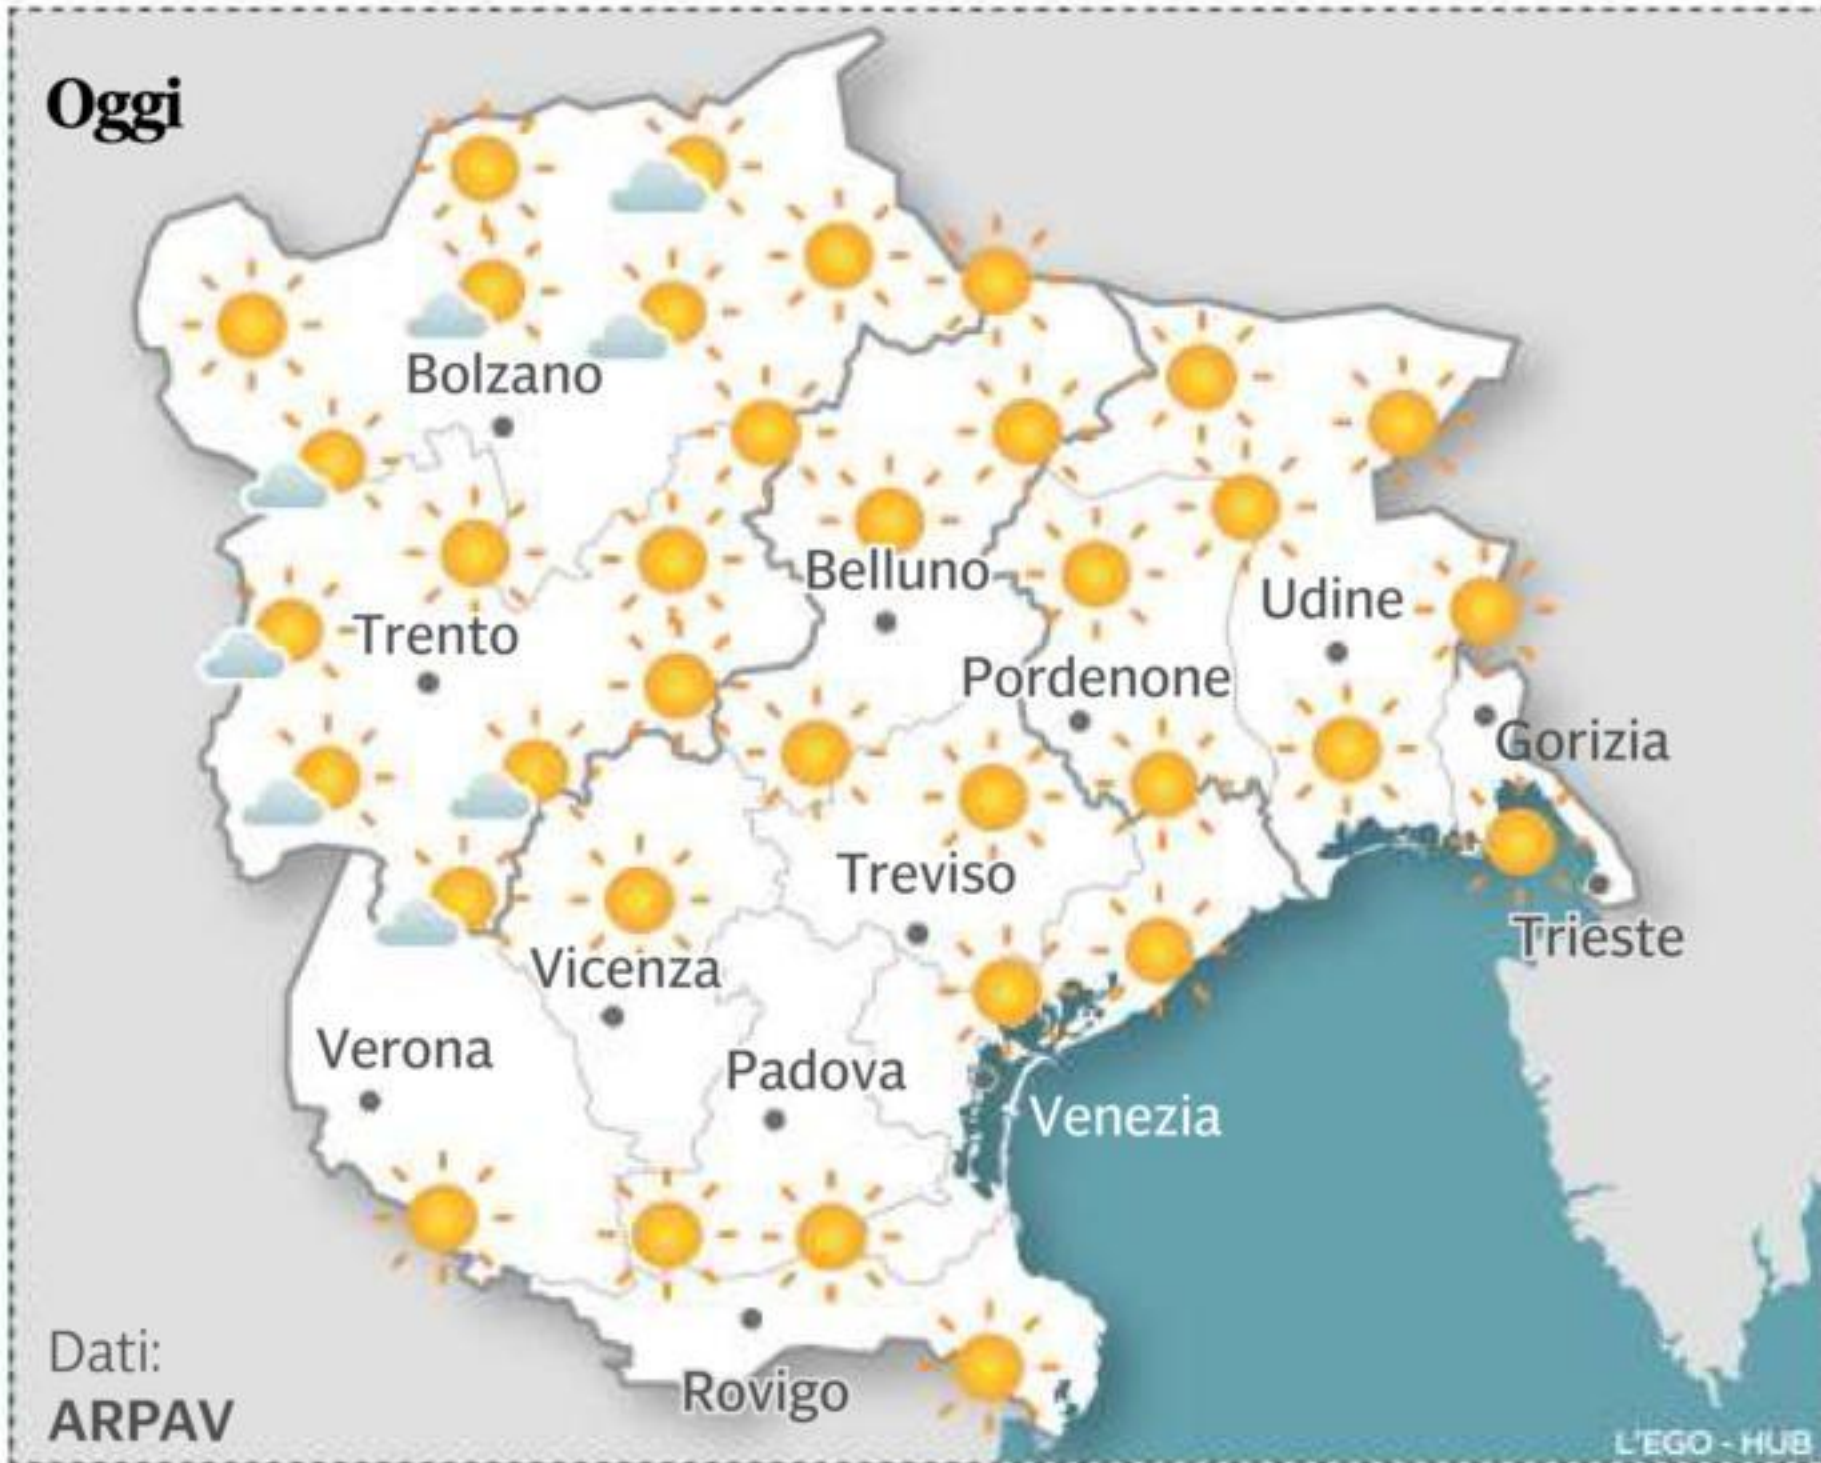 Oggi
Bolzano
Belluno
Udine
Trento
Pordenone
Gorizia
Treviso
Trieste
Vicenza
Verona
Padova
Venezia
Dati:
ARPAV
Rovigo
L'EGO - HUB